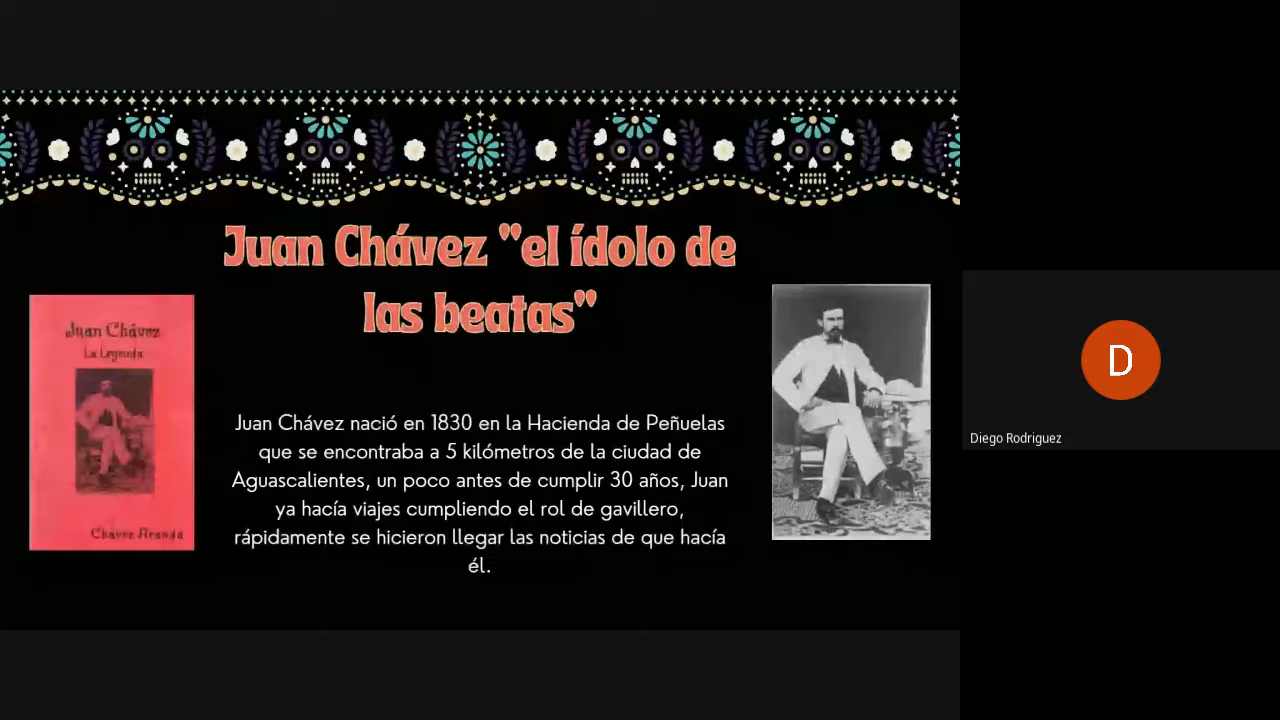 Juan Chávez "el ídolo de
las beatas"
Juan Chávez
La Leyenda
Chávez Aranda
Juan Chávez nació en 1830 en la Hacienda de Peñuelas
que se encontraba a 5 kilómetros de la ciudad de
Aguascalientes, un poco antes de cumplir 30 años, Juan
ya hacía viajes cumpliendo el rol de gavillero,
rápidamente se hicieron llegar las noticias de que hacía
él.
D
Diego Rodriguez